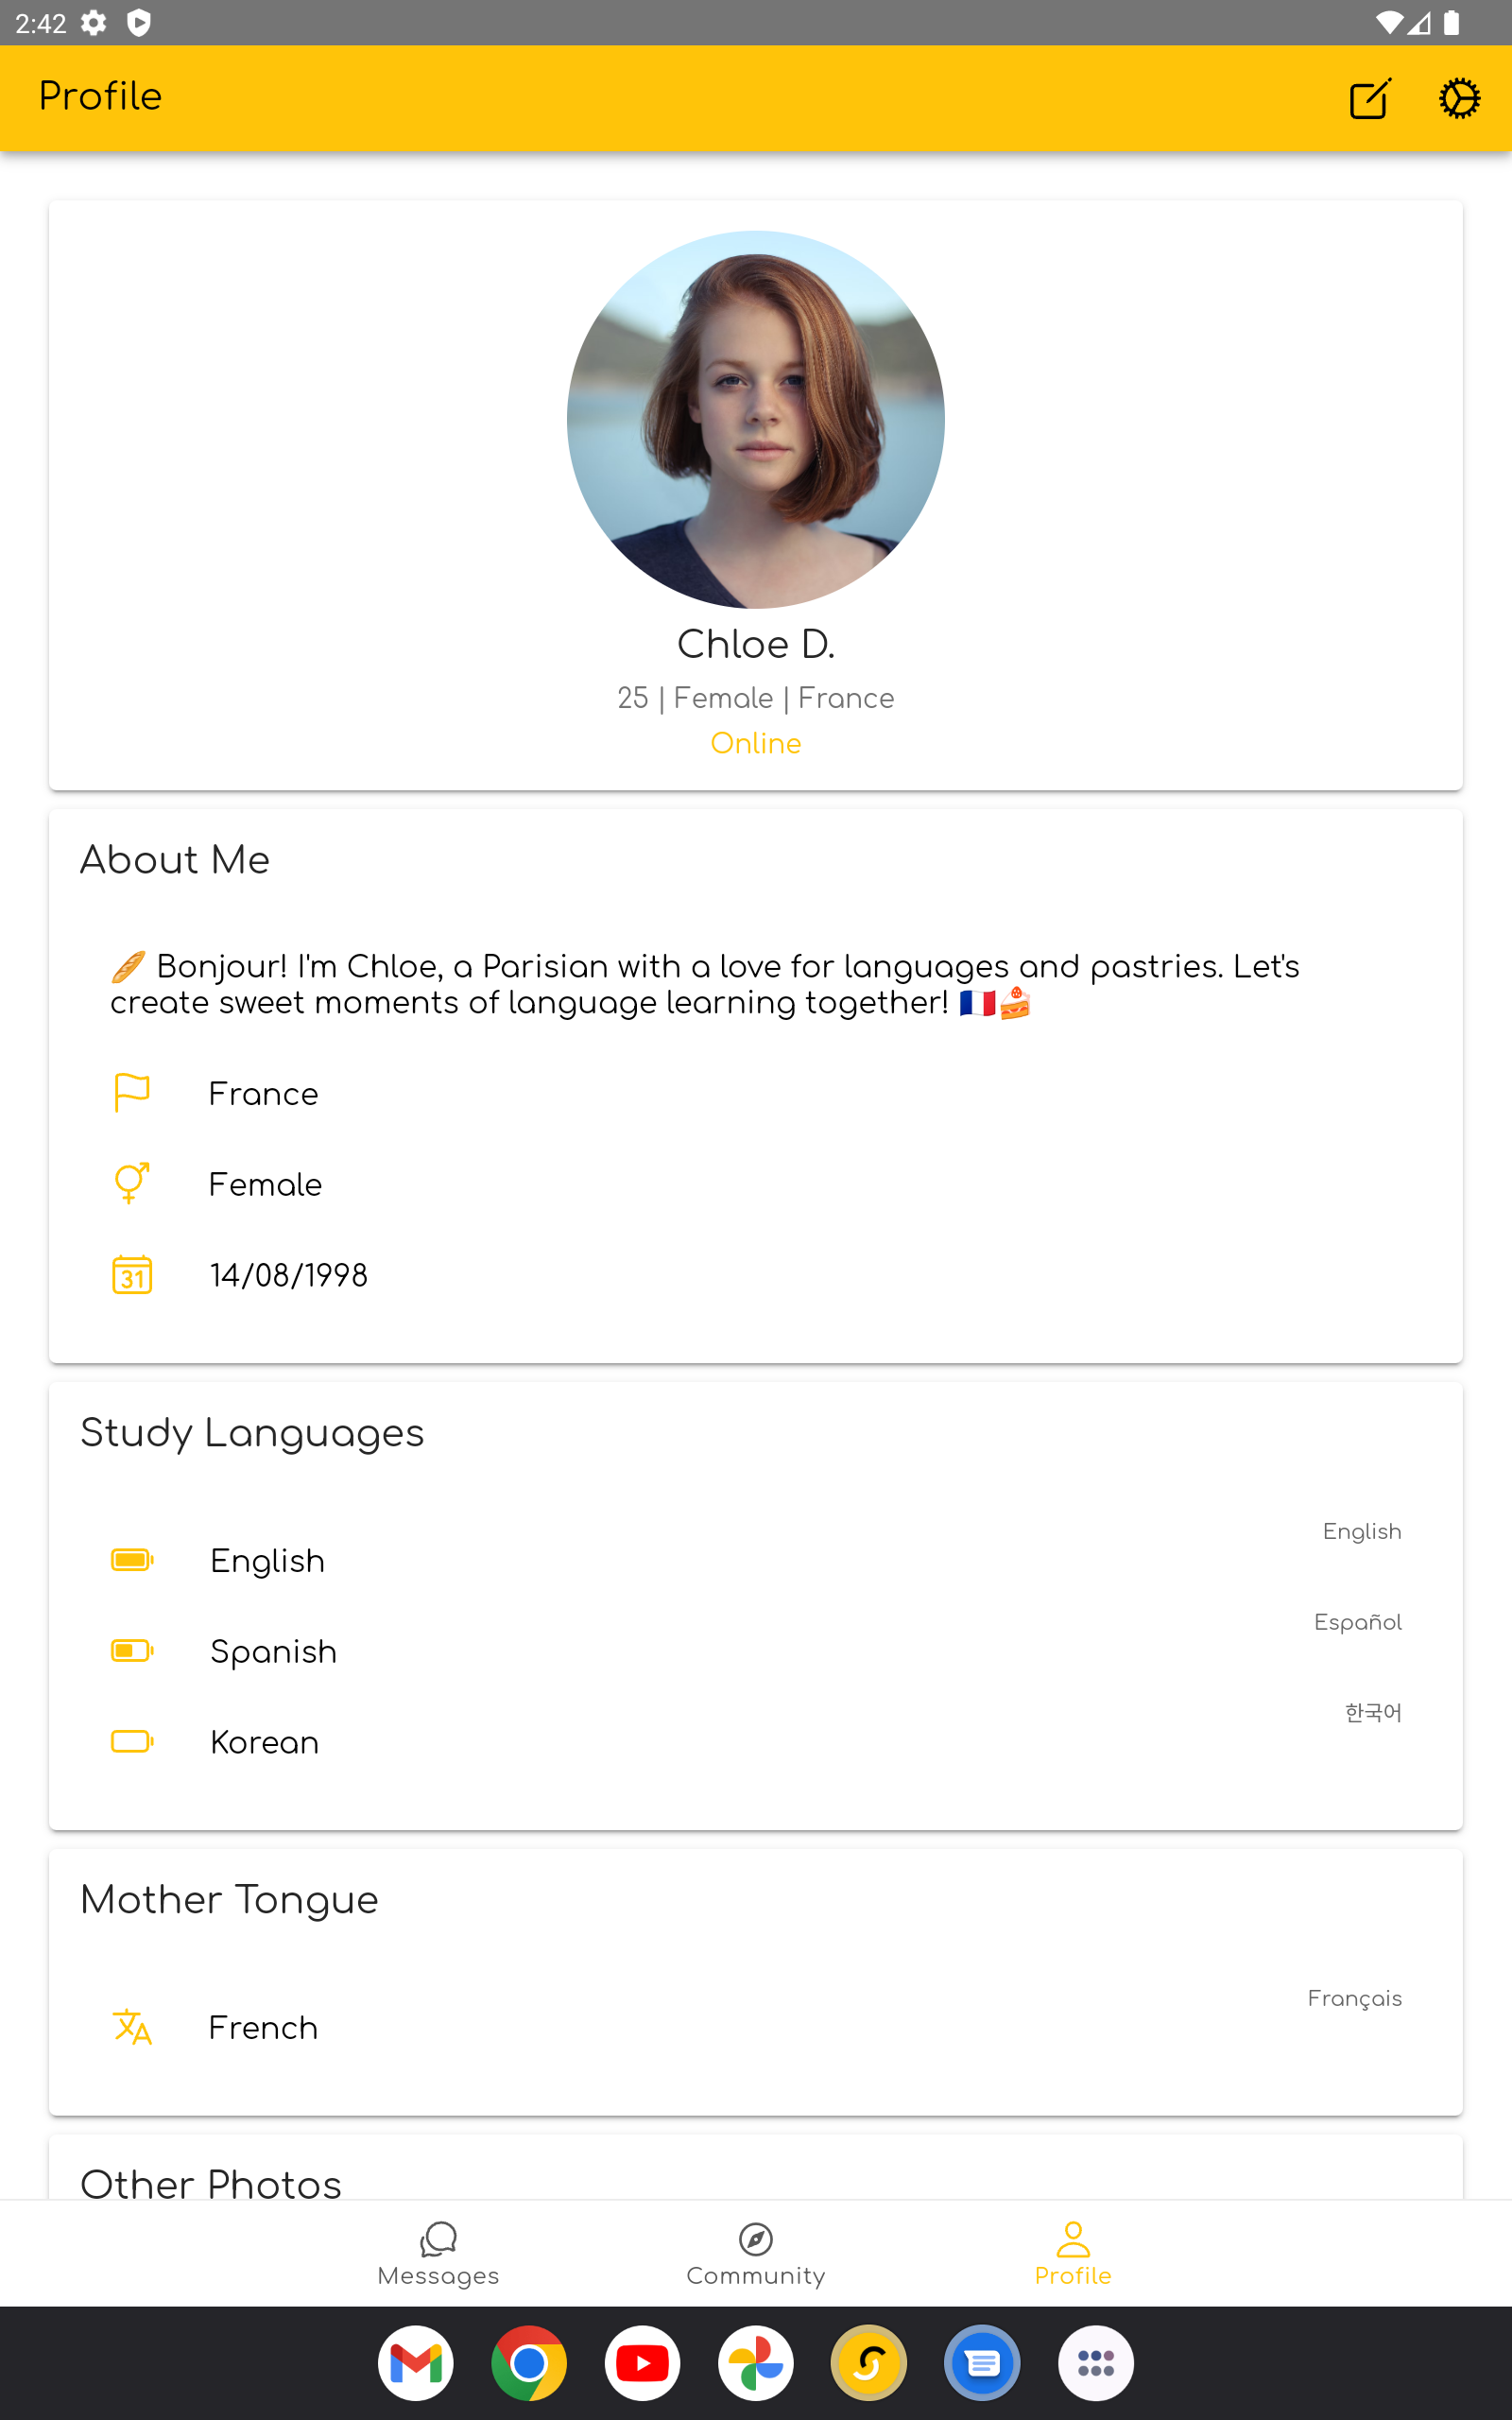 2:42
Profile
Chloe D.
25 | Female | France
Online
About Me
🥖 Bonjour! I'm Chloe, a Parisian with a love for languages and pastries. Let's
create sweet moments of language learning together! 🇫🇷🍰
France
Female
31
14/08/1998
Study Languages
English
English
Español
Spanish
한국어
Korean
Mother Tongue
Français
French
Other Photos
Messages
Community
Profile